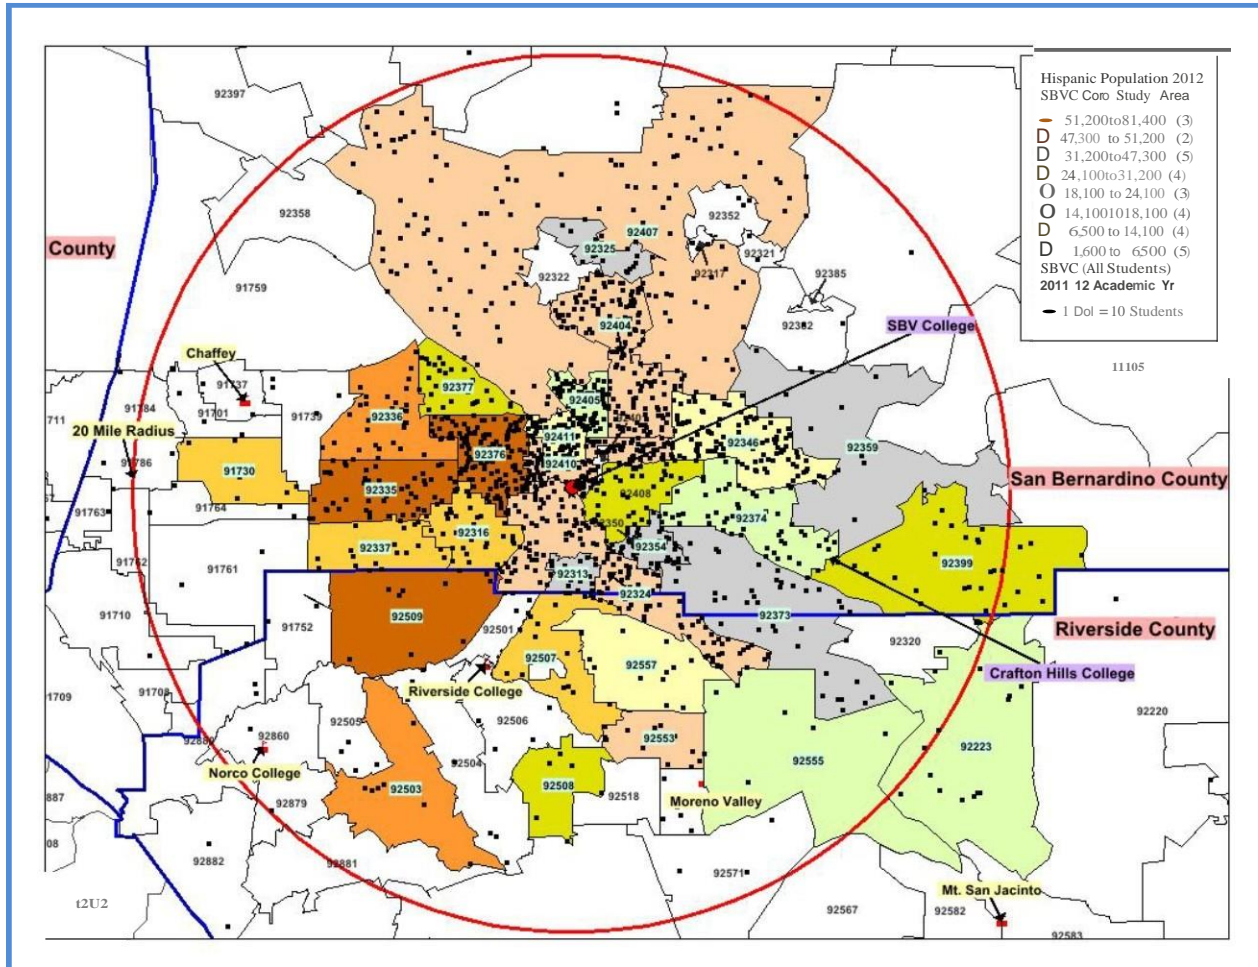 Hispanic Population 2012
SBVC Coro Study Area
51,200to81,400 (3)
D 47,300 to 51,200 (2)
D 31,200to47,300 (5)
D 24,100to31,200 (4)
O 18,100 to 24,100 (3)
O 14,1001018,100 (4)
D 6,500 to 14,100 (4)
D 1,600 to 6,500 (5)
SBVC (All Students)
2011 12 Academic Yr
1 Dol = 10 Students
92397
92358
92352
92407
92325
County
92321
92317
92385
92322
91759
92382
92404
SBV College
Chaffey
11105
92377
91737
92405
91784
91701
91739
92336
20 Mile Radius
92411
92346
92359
92376
91786
92410
91730
San Bernardino County
92335
92408
91764
91763
92374
92316
92354
92337
91762
91761
92399
92313
92324
91710
92509
92373
91752
92501
Riverside County
92320
92507
92557
Crafton Hills College
Riverside College
91708
91709
92220
92505
92506
92860
92553
92223
92504
92555
Norco College
92503
92508
92518
Moreno Valley
92879
92882
92881
92571
Mt. San Jacinto
t2U2
92567
92582
92583